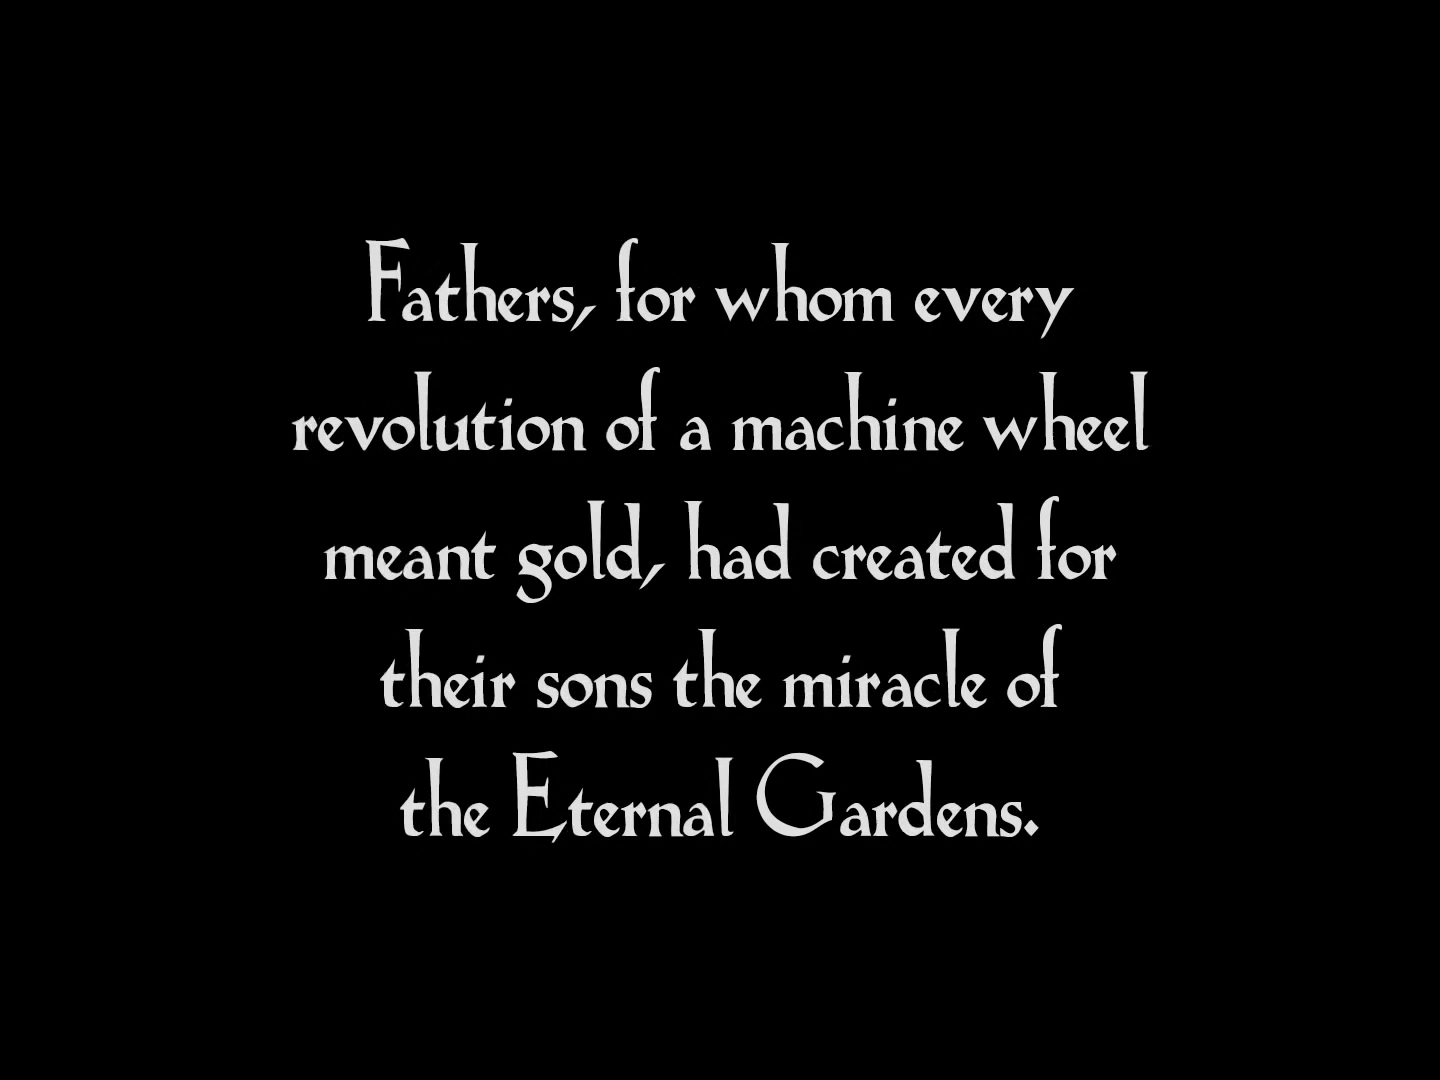 Fathers, for whom every
revolution of a machine wheel
meant gold, had created for
their sons the miracle of
the Eternal Gardens.